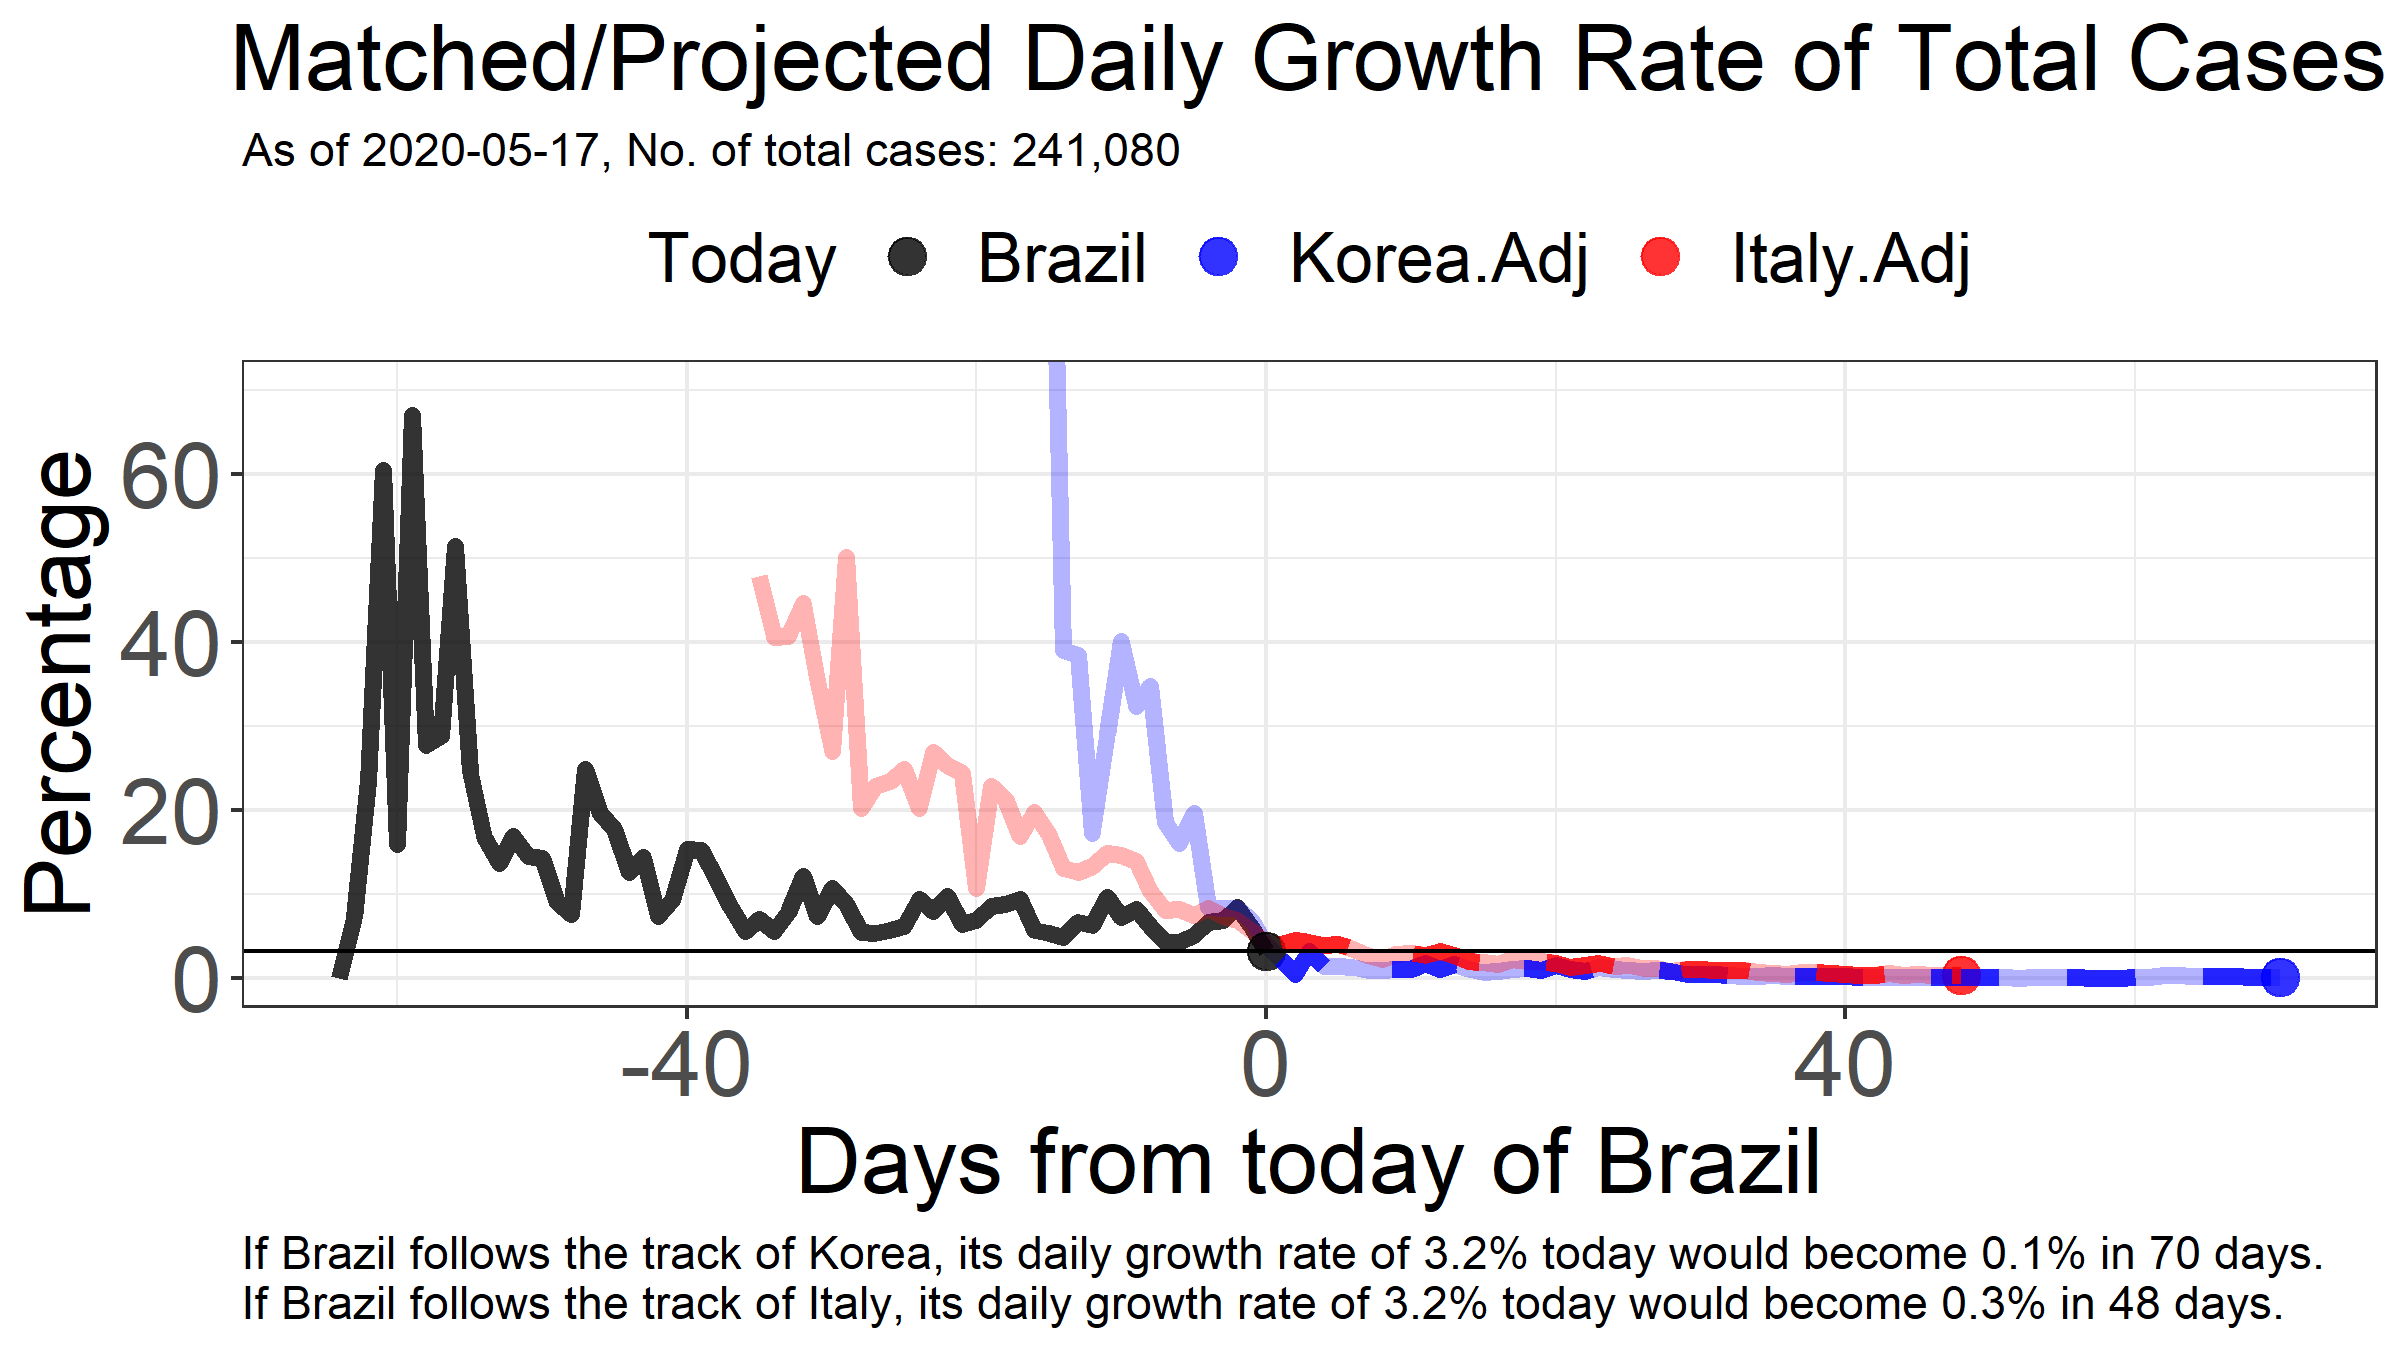 Matched/Projected Daily Growth Rate of Total Cases
As of 2020-05-17, No. of total cases: 241,080
Today Brazil Korea.Adj Italy.Adj
Percentage
60
40
20
0
-40 0 40
Days from today of Brazil
If Brazil follows the track of Korea, its daily growth rate of 3.2% today would become 0.1% in 70 days.
If Brazil follows the track of Italy, its daily growth rate of 3.2% today would become 0.3% in 48 days.